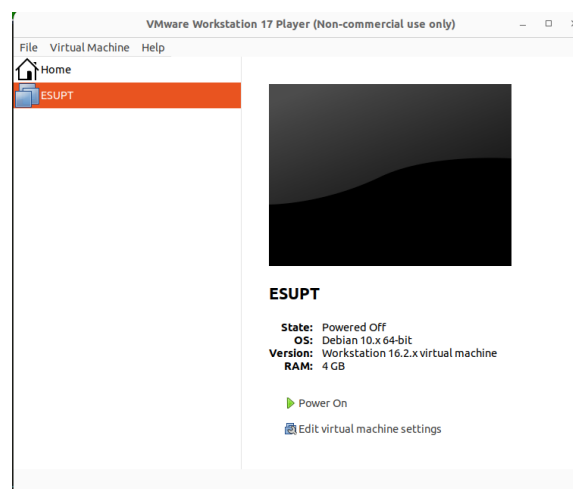 VMware Workstation 17 Player (Non-commercial use only)
File Virtual Machine Help
Home
ESUPT
ESUPT
State: Powered Off
OS: Debian 10.x 64-bit
Version: Workstation 16.2.x virtual machine
RAM: 4 GB
Power On
Edit virtual machine settings